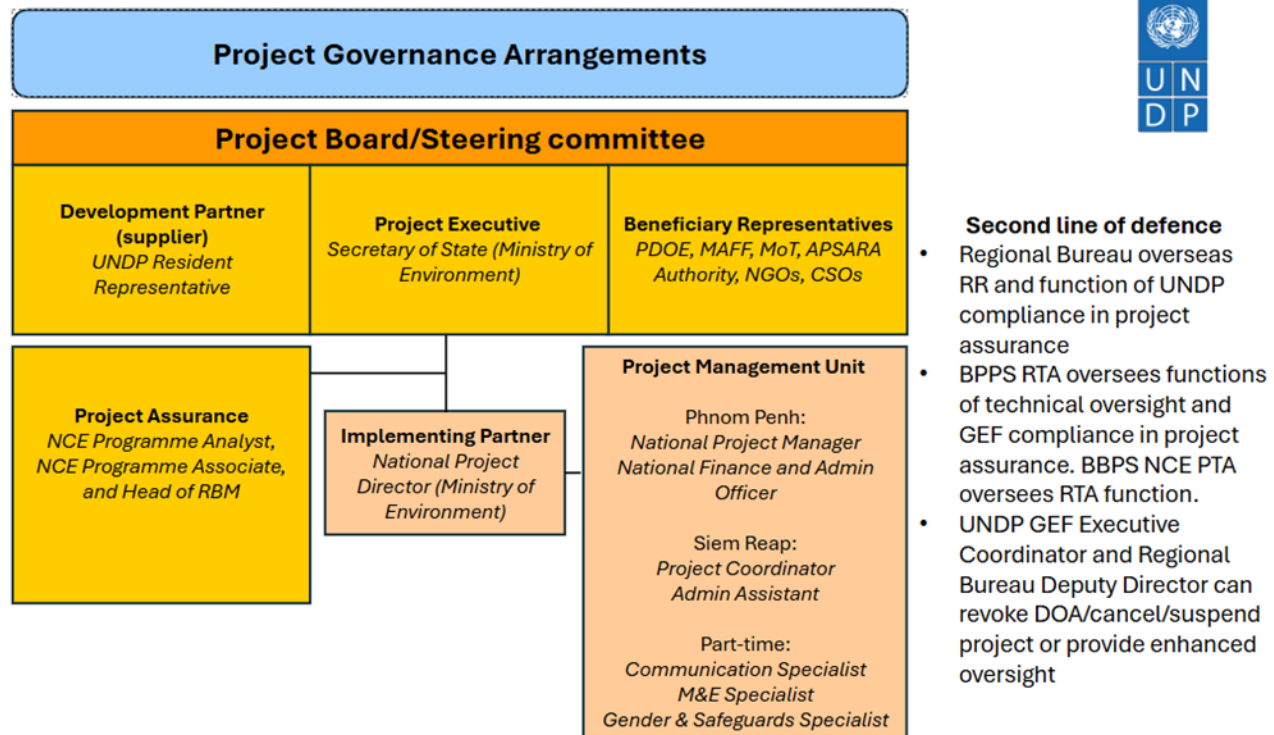 Project Governance Arrangements
UN
DP
Project Board/Steering committee
Development Partner
(supplier)
UNDP Resident
Representative
Project Executive
Secretary of State (Ministry of
Environment)
Beneficiary Representatives
PDOE, MAFF, MoT, APSARA
Authority, NGOs, CSOs
Project Assurance
NCE Programme Analyst,
NCE Programme Associate,
and Head of RBM
Implementing Partner
National Project
Director (Ministry of
Environment)
Project Management Unit
Phnom Penh:
National Project Manager
National Finance and Admin
Officer
Siem Reap:
Project Coordinator
Admin Assistant
Part-time:
Communication Specialist
M&E Specialist
Gender & Safeguards Specialist
Second line of defence
• Regional Bureau overseas
RR and function of UNDP
compliance in project
assurance
• BPPS RTA oversees functions
of technical oversight and
GEF compliance in project
assurance. BBPS NCE PTA
oversees RTA function.
• UNDP GEF Executive
Coordinator and Regional
Bureau Deputy Director can
revoke DOA/cancel/suspend
project or provide enhanced
oversight